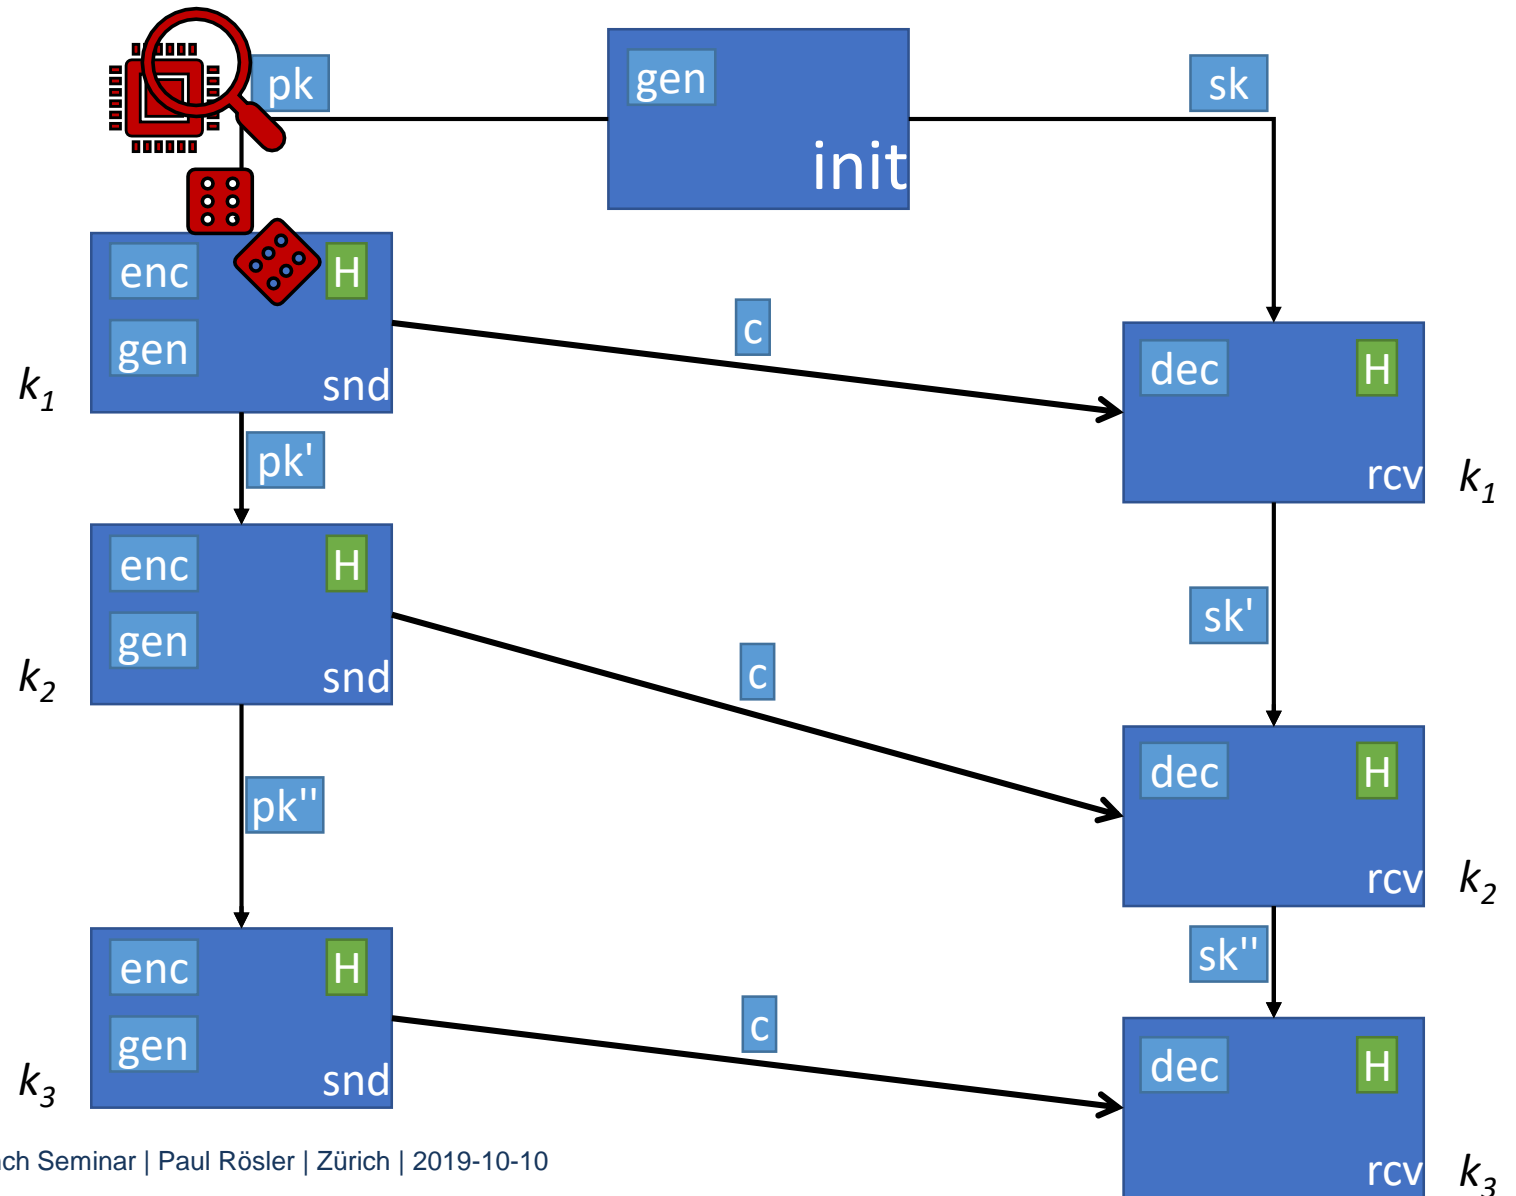 pk
gen
sk
init
enc
H
gen
snd
k1
c
dec
H
rcv
k1
pk'
sk'
enc
H
gen
snd
k2
c
dec
H
rcv
k2
pk''
sk''
enc
H
gen
snd
k3
c
dec
H
rcv
k3
Seminar | Paul Rösler | Zürich | 2019-10-10